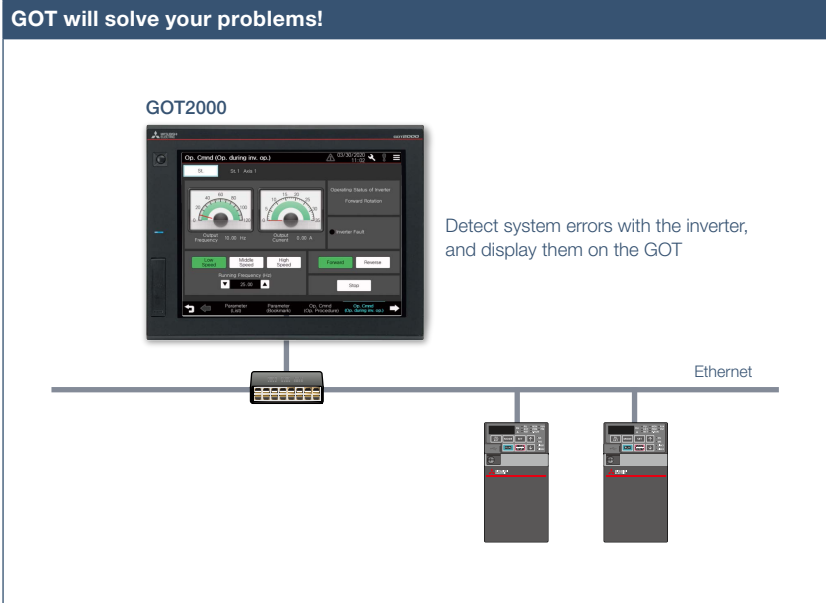 GOT will solve your problems!
GOT2000
MITSUBISHI
ELECTRIC
GOT2000
Op. Cmnd (Op. during inv. op.)
03/30/2020
11:02
St.
St.1 Axis 1
Operating Status of Inverter
Forward Rotation
Output
Frequency 10.00 Hz
Output
Current 0.00 A
Inverter Fault
Low
Speed
Middle
Speed
High
Speed
Forward
Reverse
Running Frequency (Hz)
20.00
Stop
Parameter
(List)
Parameter
(Bookmark)
Op. Cmnd
(Op. Procedure)
Op. Cmnd
(Op. during inv. op.)
Detect system errors with the inverter,
and display them on the GOT
Ethernet